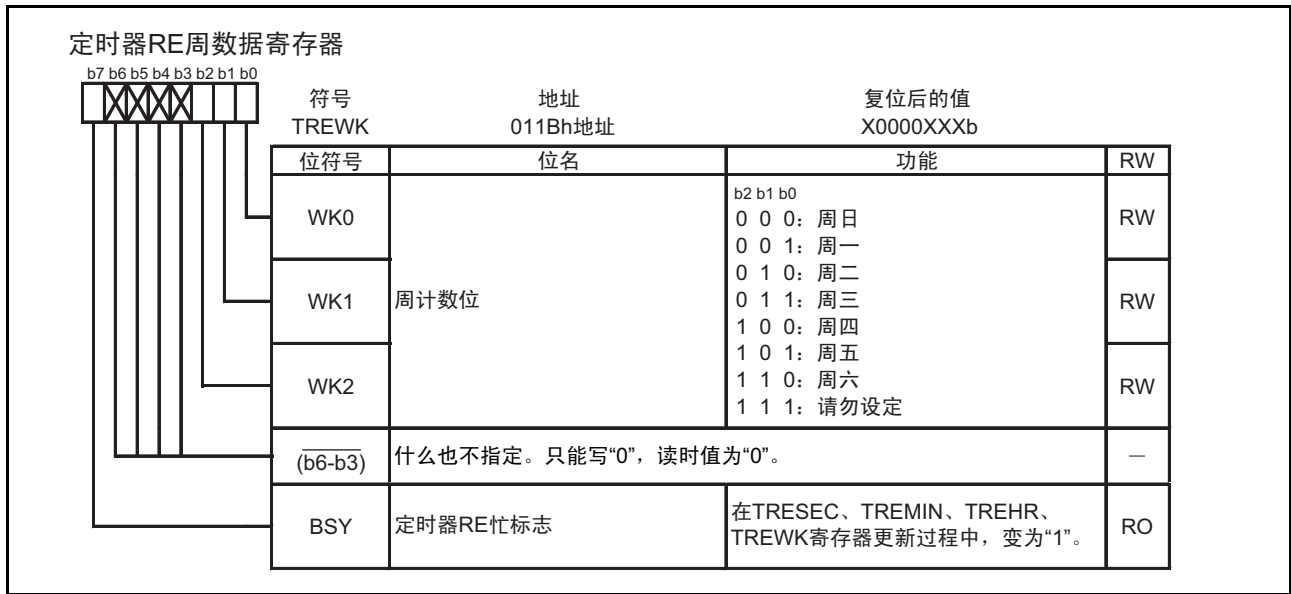 定时器RE周数据寄存器
b7 b6 b5 b4 b3 b2 b1 b0
符号 地址 复位后的值
TREWK 011Bh地址 X0000XXXb
位符号 位名 功能 RW
WK0 周计数位 RW
b2 b1 b0
0 0 0：周日
0 0 1：周一
0 1 0：周二
WK1 RW
0 1 1：周三
1 0 0：周四
1 0 1：周五
WK2 RW
1 1 0：周六
1 1 1：请勿设定
(b6-b3) 什么也不指定。只能写“0”，读时值为“0”。 —
BSY 定时器RE忙标志 在TRESEC、TREMIN、TREHR、 RO
TREWK寄存器更新过程中，变为“1”。